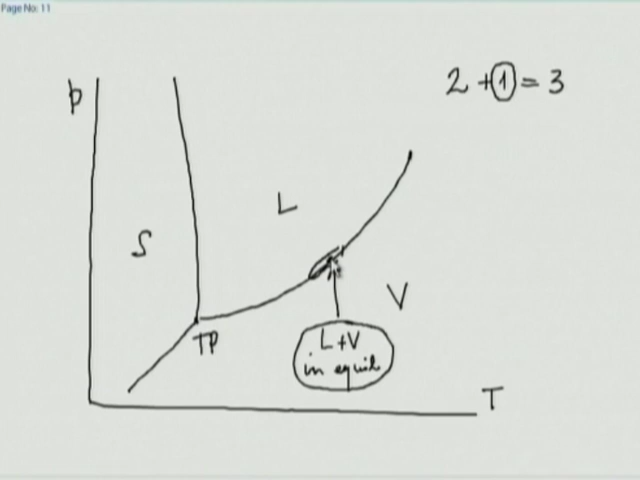 Page No: 11
p
2 + 1 = 3
L
S
V
TP
L+V
in equil
T